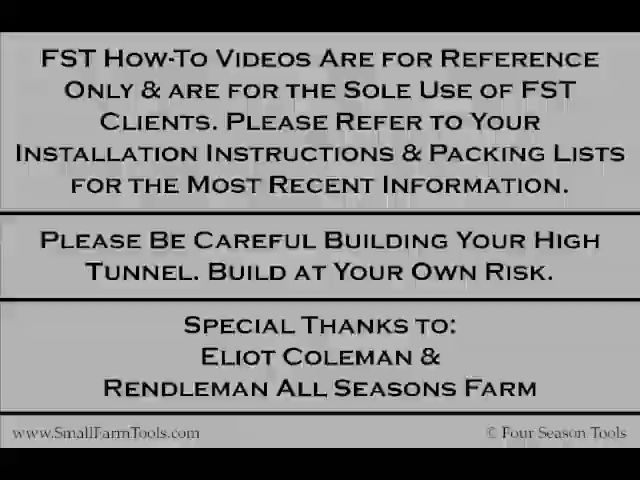 FST How-To Videos Are for Reference
Only & are for the Sole Use of FST
Clients. Please Refer to Your
Installation Instructions & Packing Lists
for the Most Recent Information.
Please Be Careful Building Your High
Tunnel. Build at Your Own Risk.
Special Thanks to:
Eliot Coleman &
Rendleman All Seasons Farm
www.SmallFarmTools.com
© Four Season Tools